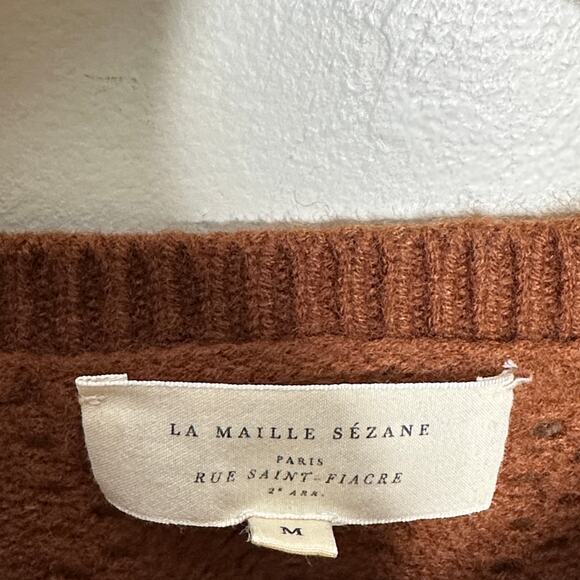 LA MAILLE SÉZANE
PARIS
RUE SAINT-FIACRE
2e ARR.
M